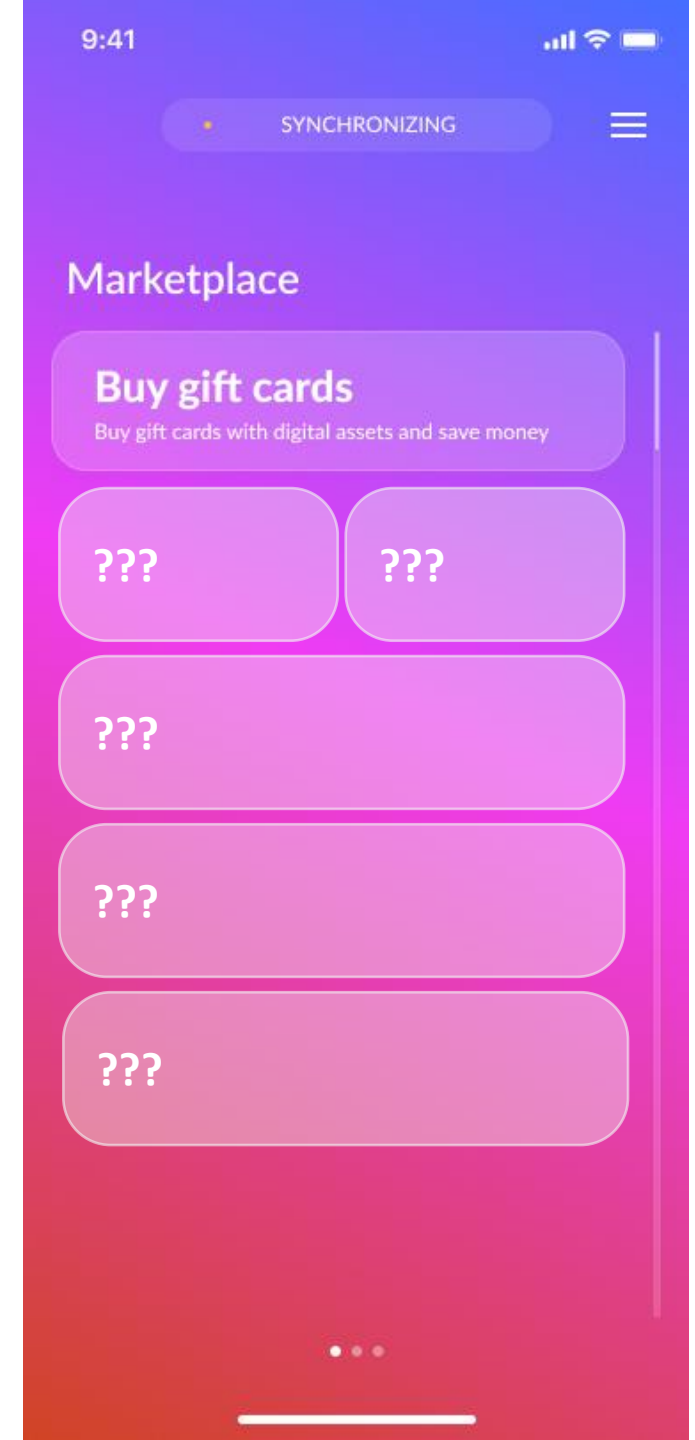 9:41
SYNCHRONIZING
Marketplace
Buy gift cards
Buy gift cards with digital assets and save money
??? ???
???
???
???